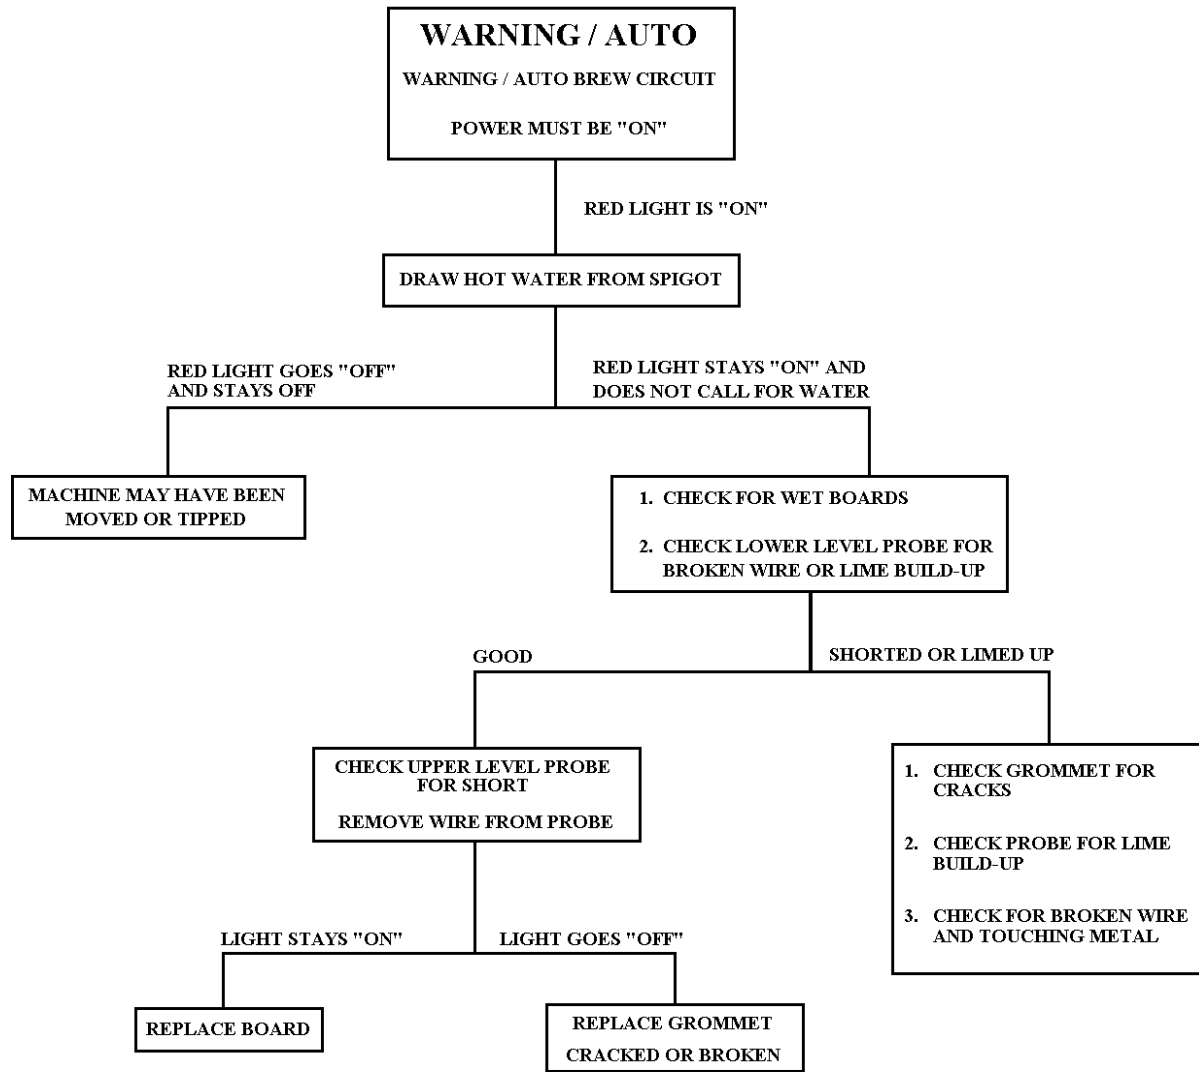 WARNING / AUTO
WARNING / AUTO BREW CIRCUIT
POWER MUST BE "ON"
RED LIGHT IS "ON"
DRAW HOT WATER FROM SPIGOT
RED LIGHT GOES "OFF"
AND STAYS OFF
RED LIGHT STAYS "ON" AND
DOES NOT CALL FOR WATER
MACHINE MAY HAVE BEEN
MOVED OR TIPPED
1. CHECK FOR WET BOARDS
2. CHECK LOWER LEVEL PROBE FOR
BROKEN WIRE OR LIME BUILD-UP
GOOD
SHORTED OR LIMED UP
CHECK UPPER LEVEL PROBE
FOR SHORT
REMOVE WIRE FROM PROBE
1. CHECK GROMMET FOR
CRACKS
2. CHECK PROBE FOR LIME
BUILD-UP
3. CHECK FOR BROKEN WIRE
AND TOUCHING METAL
LIGHT STAYS "ON"
LIGHT GOES "OFF"
REPLACE BOARD
REPLACE GROMMET
CRACKED OR BROKEN